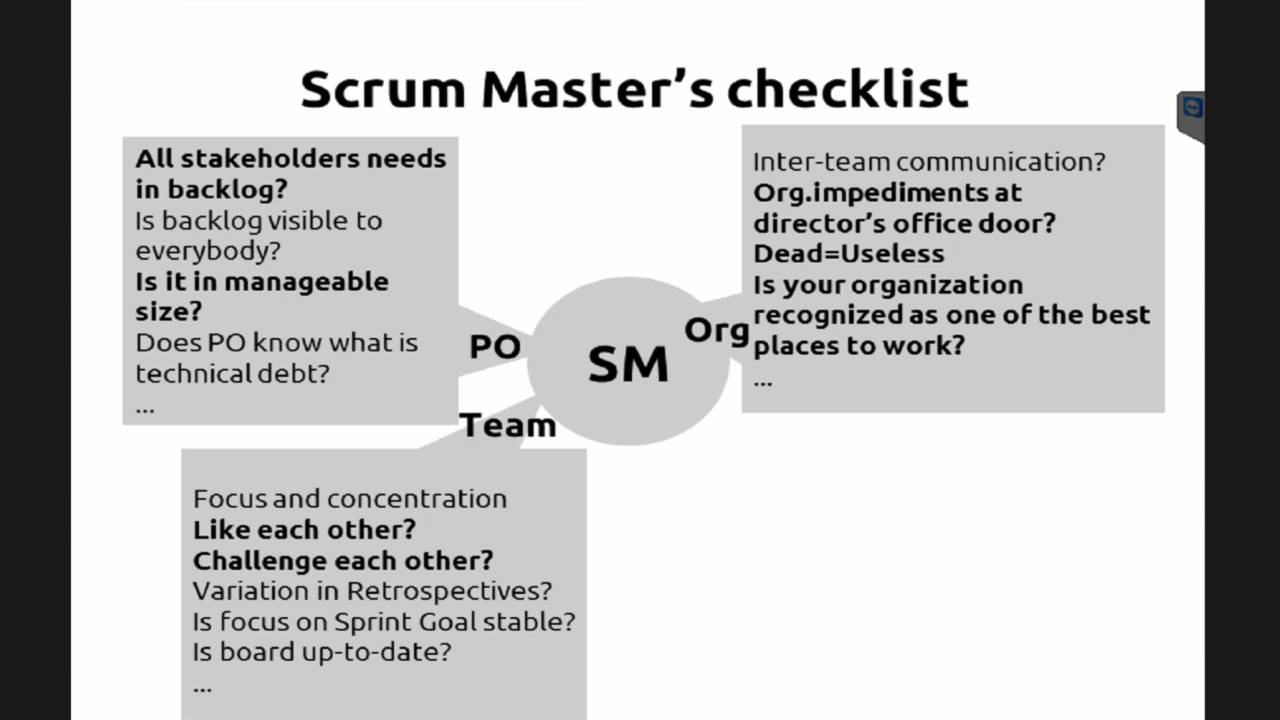 Scrum Master’s checklist
All stakeholders needs
in backlog?
Is backlog visible to
everybody?
Is it in manageable
size?
Does PO know what is
technical debt?
...
Inter-team communication?
Org.impediments at
director’s office door?
Dead=Useless
Is your organization
recognized as one of the best
places to work?
...
PO
SM
Org
Team
Focus and concentration
Like each other?
Challenge each other?
Variation in Retrospectives?
Is focus on Sprint Goal stable?
Is board up-to-date?
...